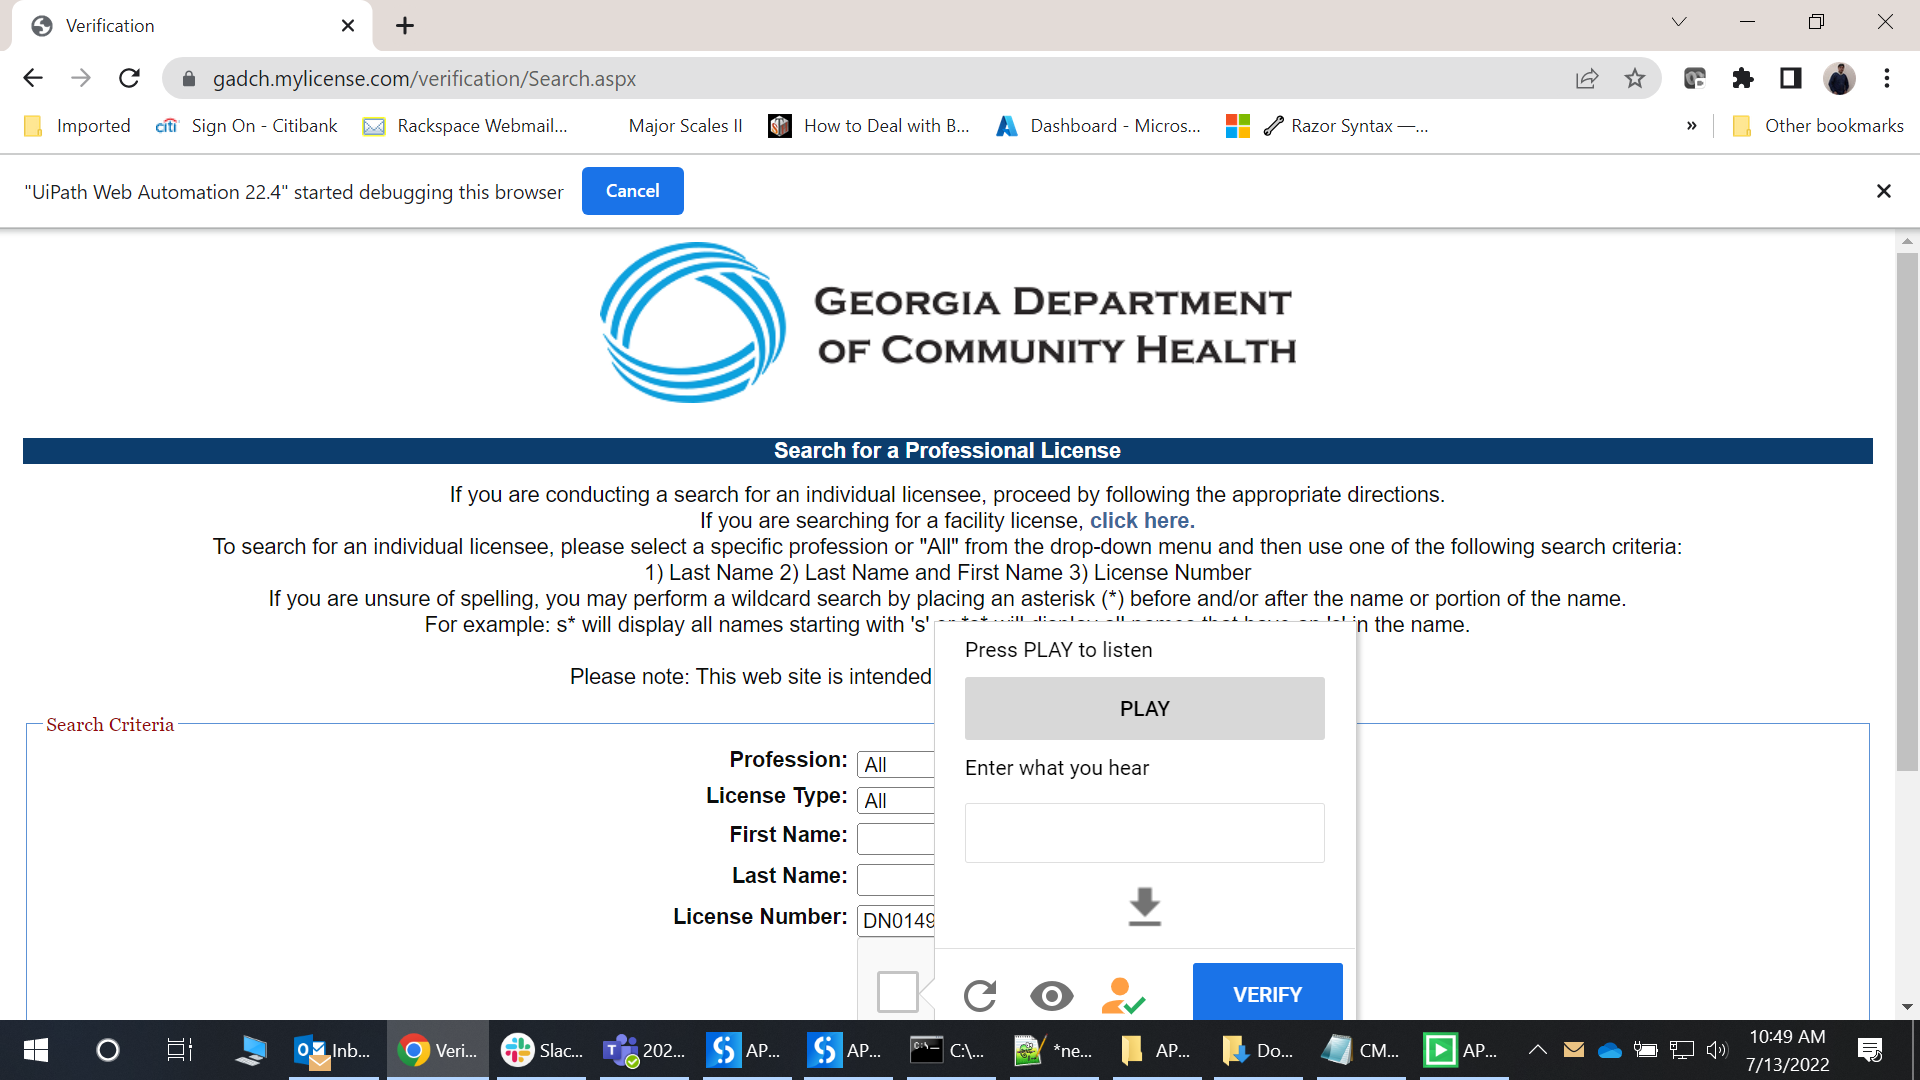 Verification
gadch.mylicense.com/verification/Search.aspx
Imported
citi Sign On - Citibank
Rackspace Webmail...
Major Scales II
How to Deal with B...
Dashboard - Micros...
Razor Syntax —...
»
Other bookmarks
"UiPath Web Automation 22.4" started debugging this browser
Cancel
GEORGIA DEPARTMENT
OF COMMUNITY HEALTH
Search for a Professional License
If you are conducting a search for an individual licensee, proceed by following the appropriate directions.
If you are searching for a facility license, click here.
To search for an individual licensee, please select a specific profession or "All" from the drop-down menu and then use one of the following search criteria:
1) Last Name 2) Last Name and First Name 3) License Number
If you are unsure of spelling, you may perform a wildcard search by placing an asterisk (*) before and/or after the name or portion of the name.
For example: s* will display all names starting with 's' in the name.
Please note: This web site is intended
Search Criteria
Profession: All
License Type: All
First Name:
Last Name:
License Number: DN0149
Press PLAY to listen
PLAY
Enter what you hear
VERIFY
Inb...
Veri...
Slac...
202...
AP...
AP...
C:\...
*ne...
AP...
Do...
CM...
AP...
10:49 AM
7/13/2022